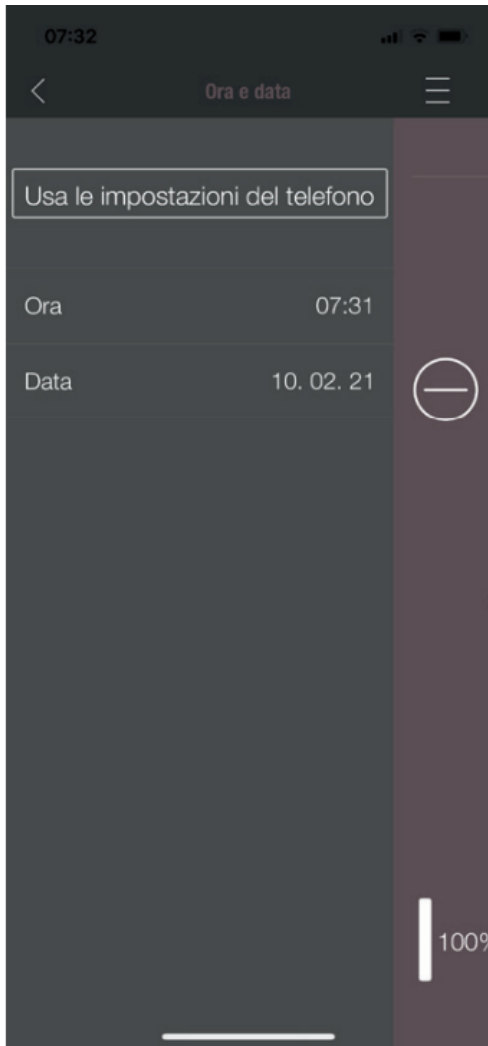 07:32
Ora e data
Usa le impostazioni del telefono
Ora 07:31
Data 10. 02. 21
100%